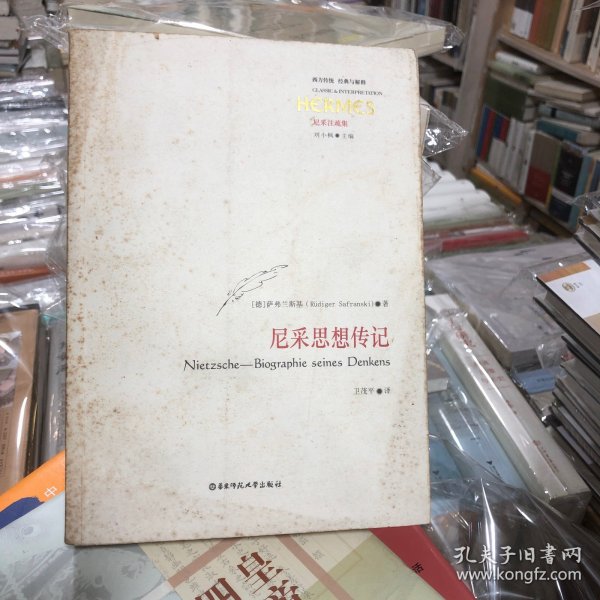 西方传统 经典与解释
CLASSIC & INTERPRETATION
HERMES
尼采注疏集
刘小枫●主编
[德]萨弗兰斯基(Rüdiger Safranski)●著
尼采思想传记
Nietzsche—Biographie seines Denkens
卫茂平●译
华东师范大学出版社
中
皇
帝
孔夫子旧书网
www.kongfz.com